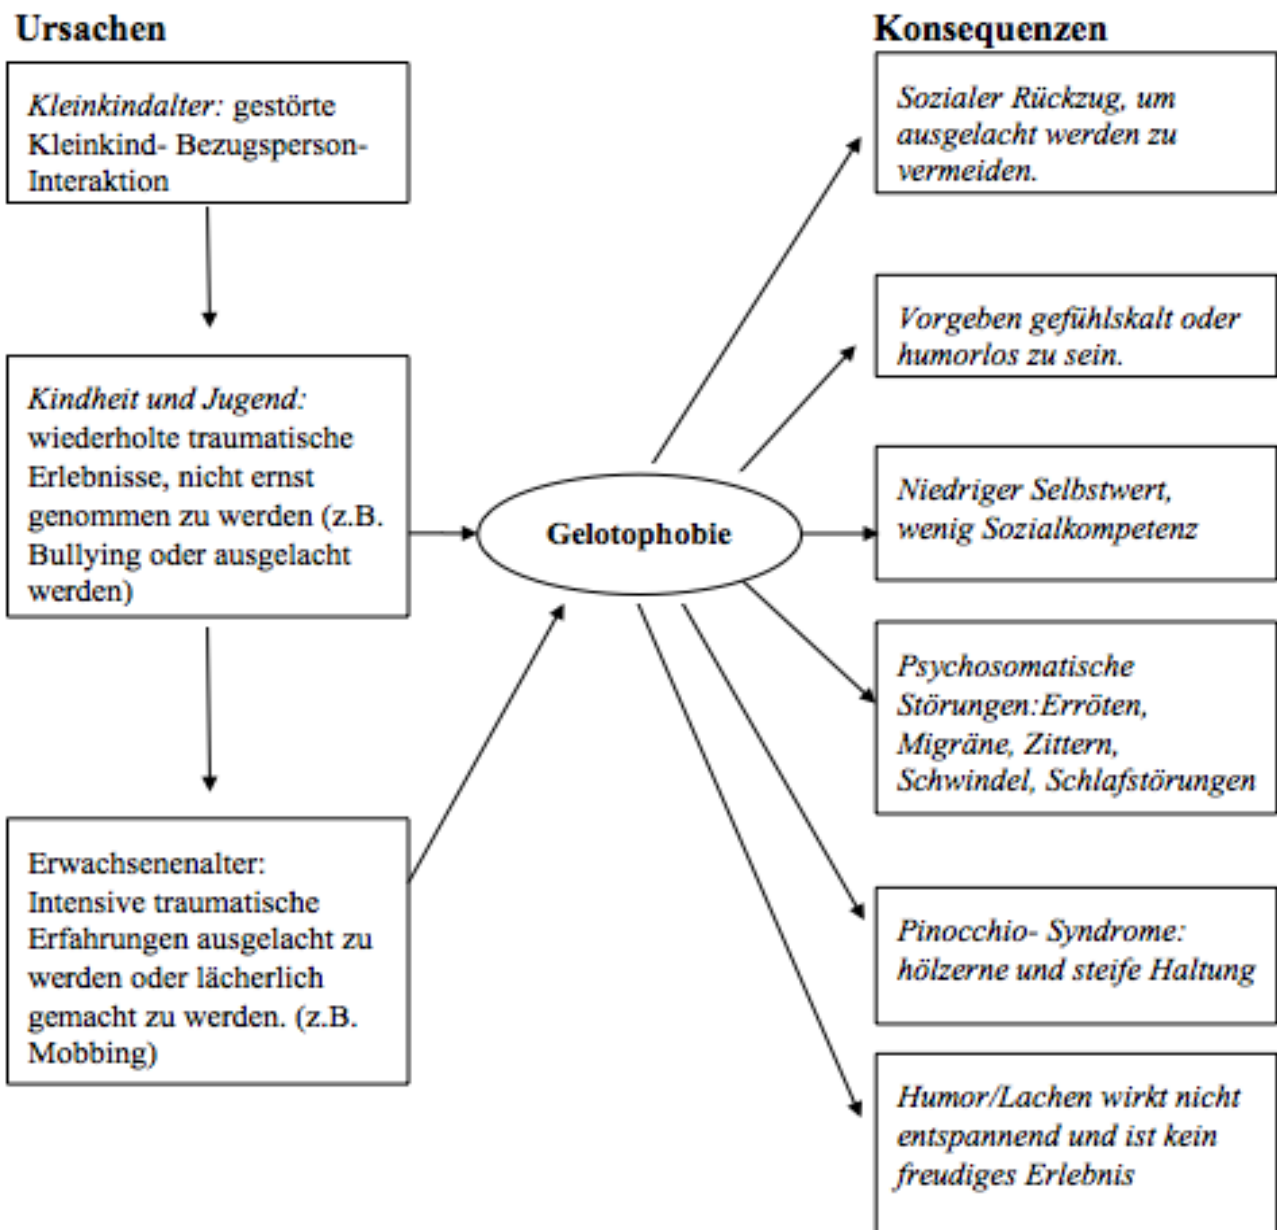 Ursachen
Kleinkindalter: gestörte
Kleinkind- Bezugsperson-
Interaktion
Kindheit und Jugend:
wiederholte traumatische
Erlebnisse, nicht ernst
genommen zu werden (z.B.
Bullying oder ausgelacht
werden)
Erwachsenenalter:
Intensive traumatische
Erfahrungen ausgelacht zu
werden oder lächerlich
gemacht zu werden. (z.B.
Mobbing)
Gelotophobie
Konsequenzen
Sozialer Rückzug, um
ausgelacht werden zu
vermeiden.
Vorgeben gefühlskalt oder
humorlos zu sein.
Niedriger Selbstwert,
wenig Sozialkompetenz
Psychosomatische
Störungen:Erröten,
Migräne, Zittern,
Schwindel, Schlafstörungen
Pinocchio- Syndrome:
hölzerne und steife Haltung
Humor/Lachen wirkt nicht
entspannend und ist kein
freudiges Erlebnis